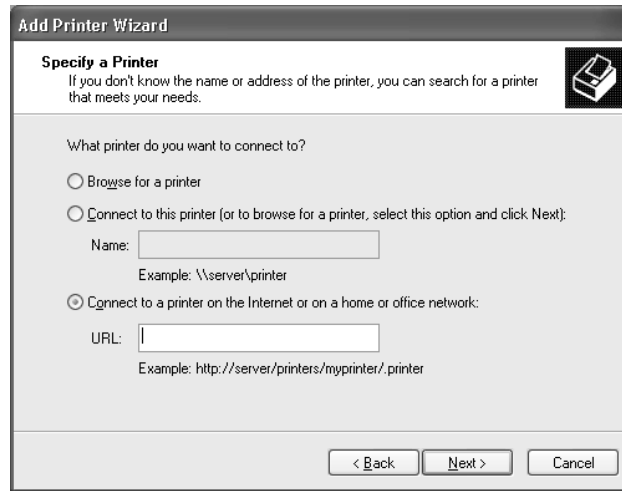 Add Printer Wizard
Specify a Printer
If you don't know the name or address of the printer, you can search for a printer
that meets your needs.
What printer do you want to connect to?
Browse for a printer
Connect to this printer (or to browse for a printer, select this option and click Next):
Name:
Example: \\server\printer
Connect to a printer on the Internet or on a home or office network:
URL:
Example: http://server/printers/myprinter/.printer
< Back Next > Cancel